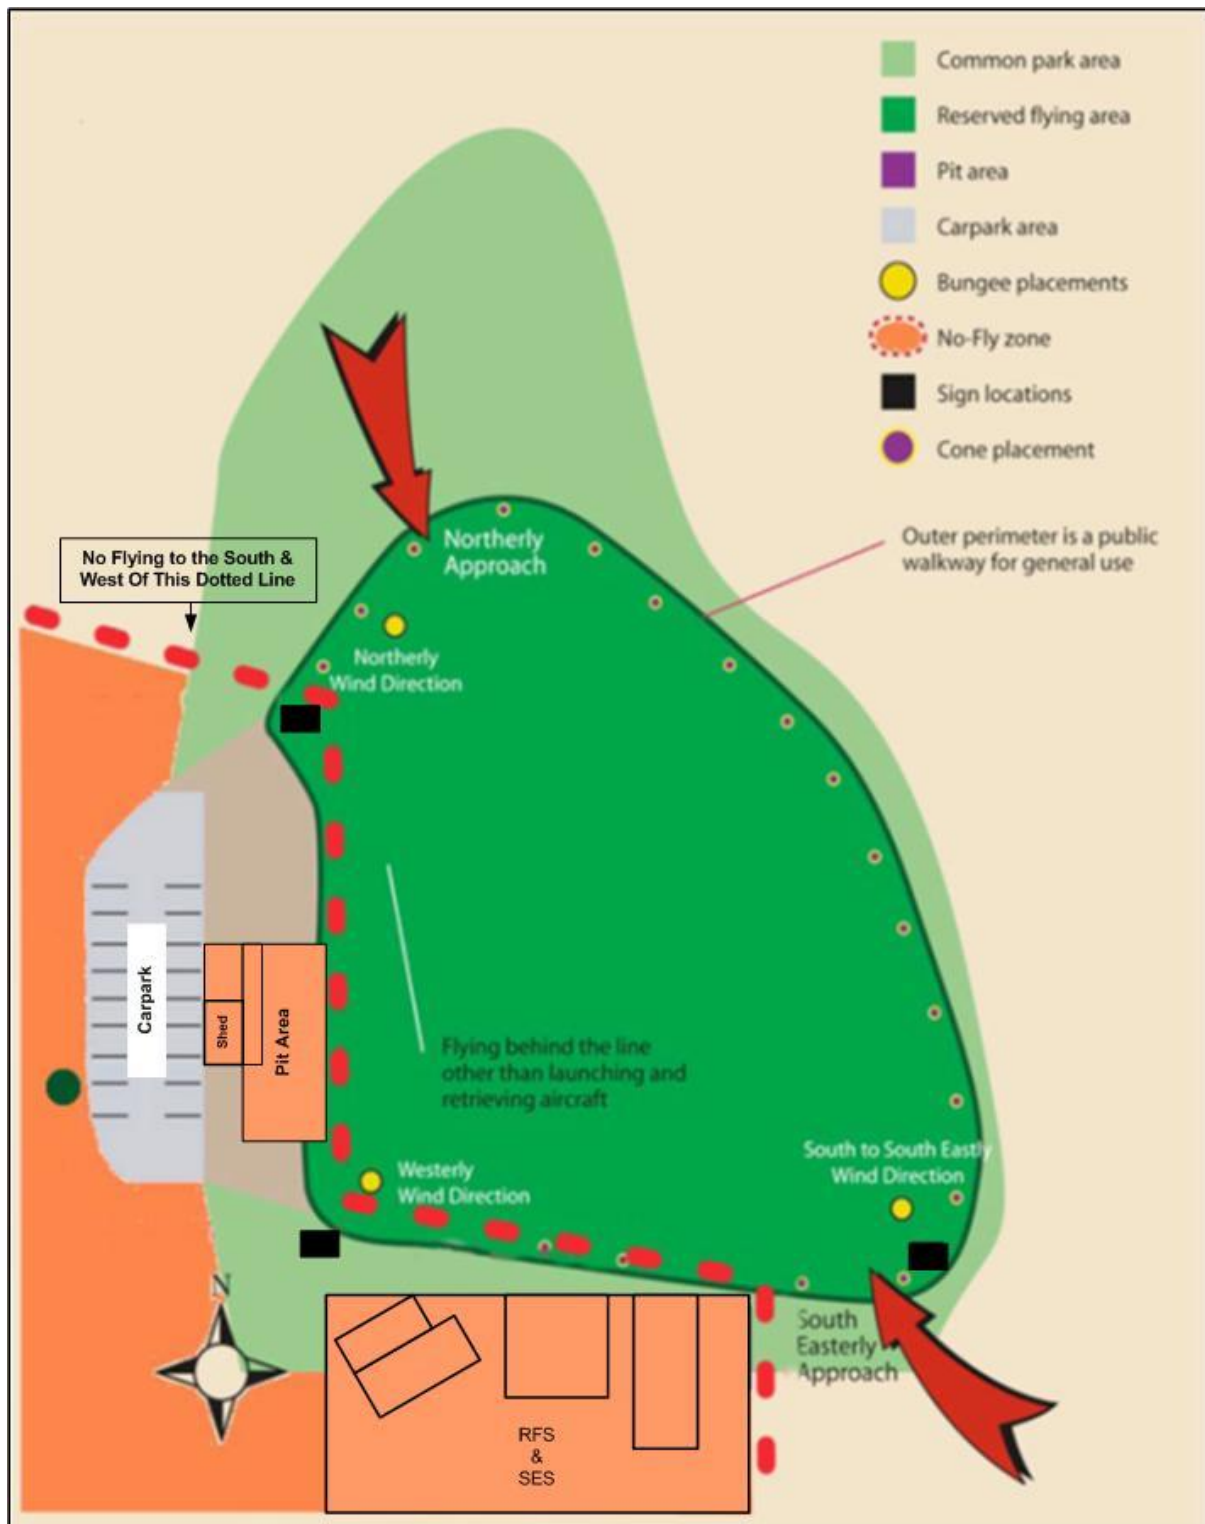 Common park area
Reserved flying area
Pit area
Carpark area
Bungee placements
No-Fly zone
Sign locations
Cone placement
Outer perimeter is a public
walkway for general use
No Flying to the South &
West Of This Dotted Line
Northerly
Approach
Northerly
Wind Direction
Carpark
Shed
Pit Area
Flying behind the line
other than launching and
retrieving aircraft
South to South Eastly
Wind Direction
Westerly
Wind Direction
N
South
Easterly
Approach
RFS
&
SES